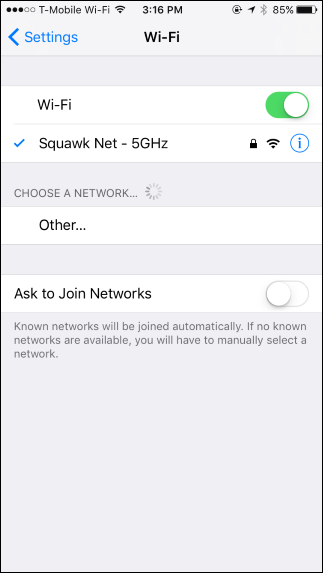 T-Mobile Wi-Fi 3:16 PM 85%
Settings Wi-Fi
Wi-Fi
Squawk Net - 5GHz
CHOOSE A NETWORK...
Other...
Ask to Join Networks
Known networks will be joined automatically. If no known
networks are available, you will have to manually select a
network.